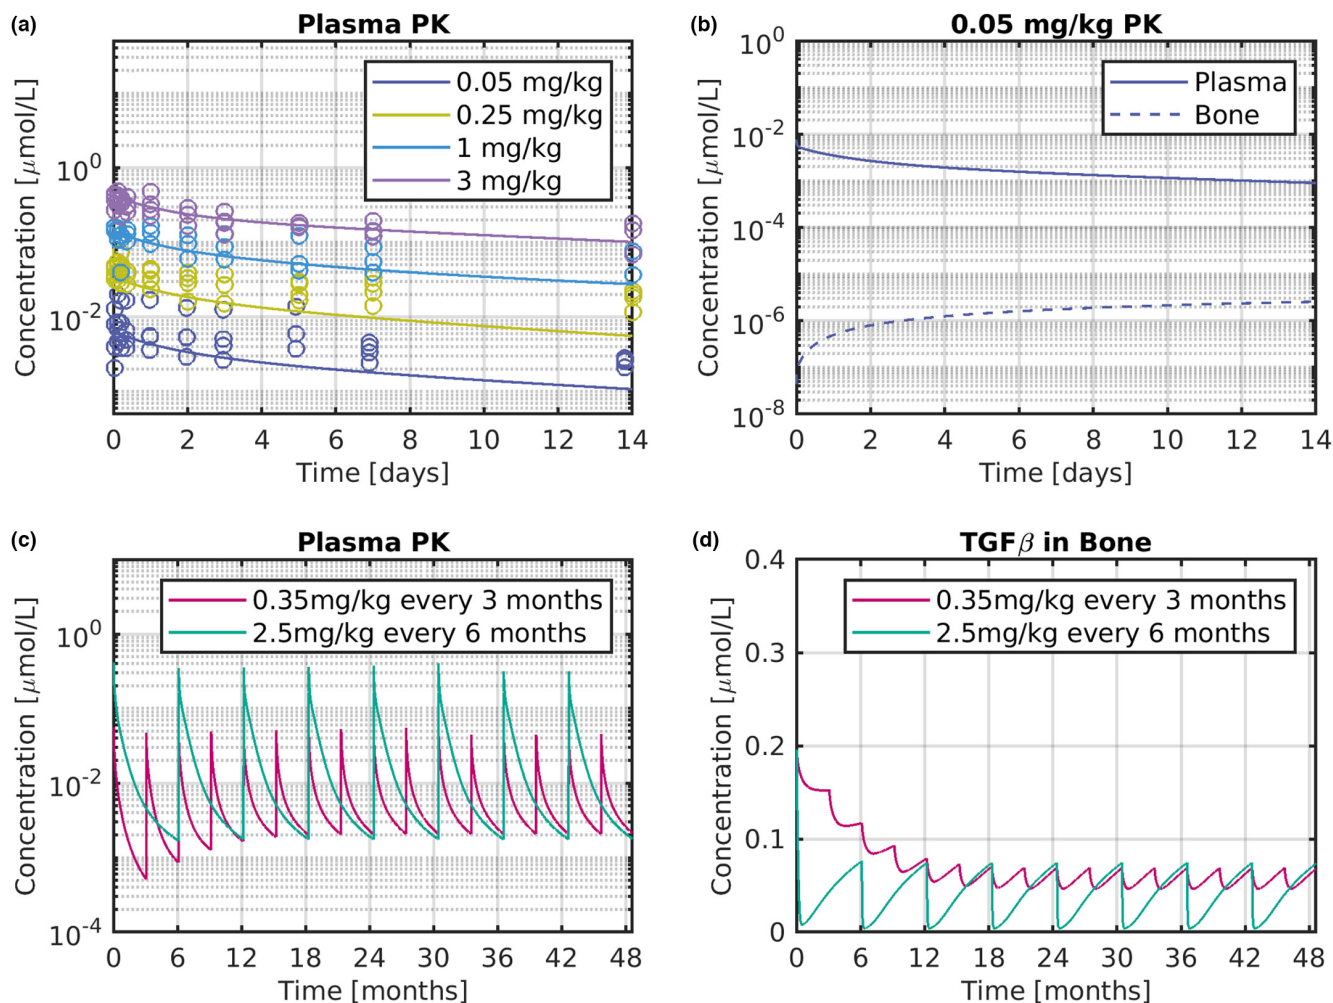 (a)
Plasma PK
0.05 mg/kg
0.25 mg/kg
1 mg/kg
3 mg/kg
Concentration [μmol/L]
10^0
10^-2
0 2 4 6 8 10 12 14
Time [days]
(b)
0.05 mg/kg PK
Plasma
Bone
Concentration [μmol/L]
10^0
10^-2
10^-4
10^-6
10^-8
0 2 4 6 8 10 12 14
Time [days]
(c)
Plasma PK
0.35mg/kg every 3 months
2.5mg/kg every 6 months
Concentration [μmol/L]
10^0
10^-2
10^-4
0 6 12 18 24 30 36 42 48
Time [months]
(d)
TGFβ in Bone
0.35mg/kg every 3 months
2.5mg/kg every 6 months
Concentration [μmol/L]
0.4
0.3
0.2
0.1
0
0 6 12 18 24 30 36 42 48
Time [months]